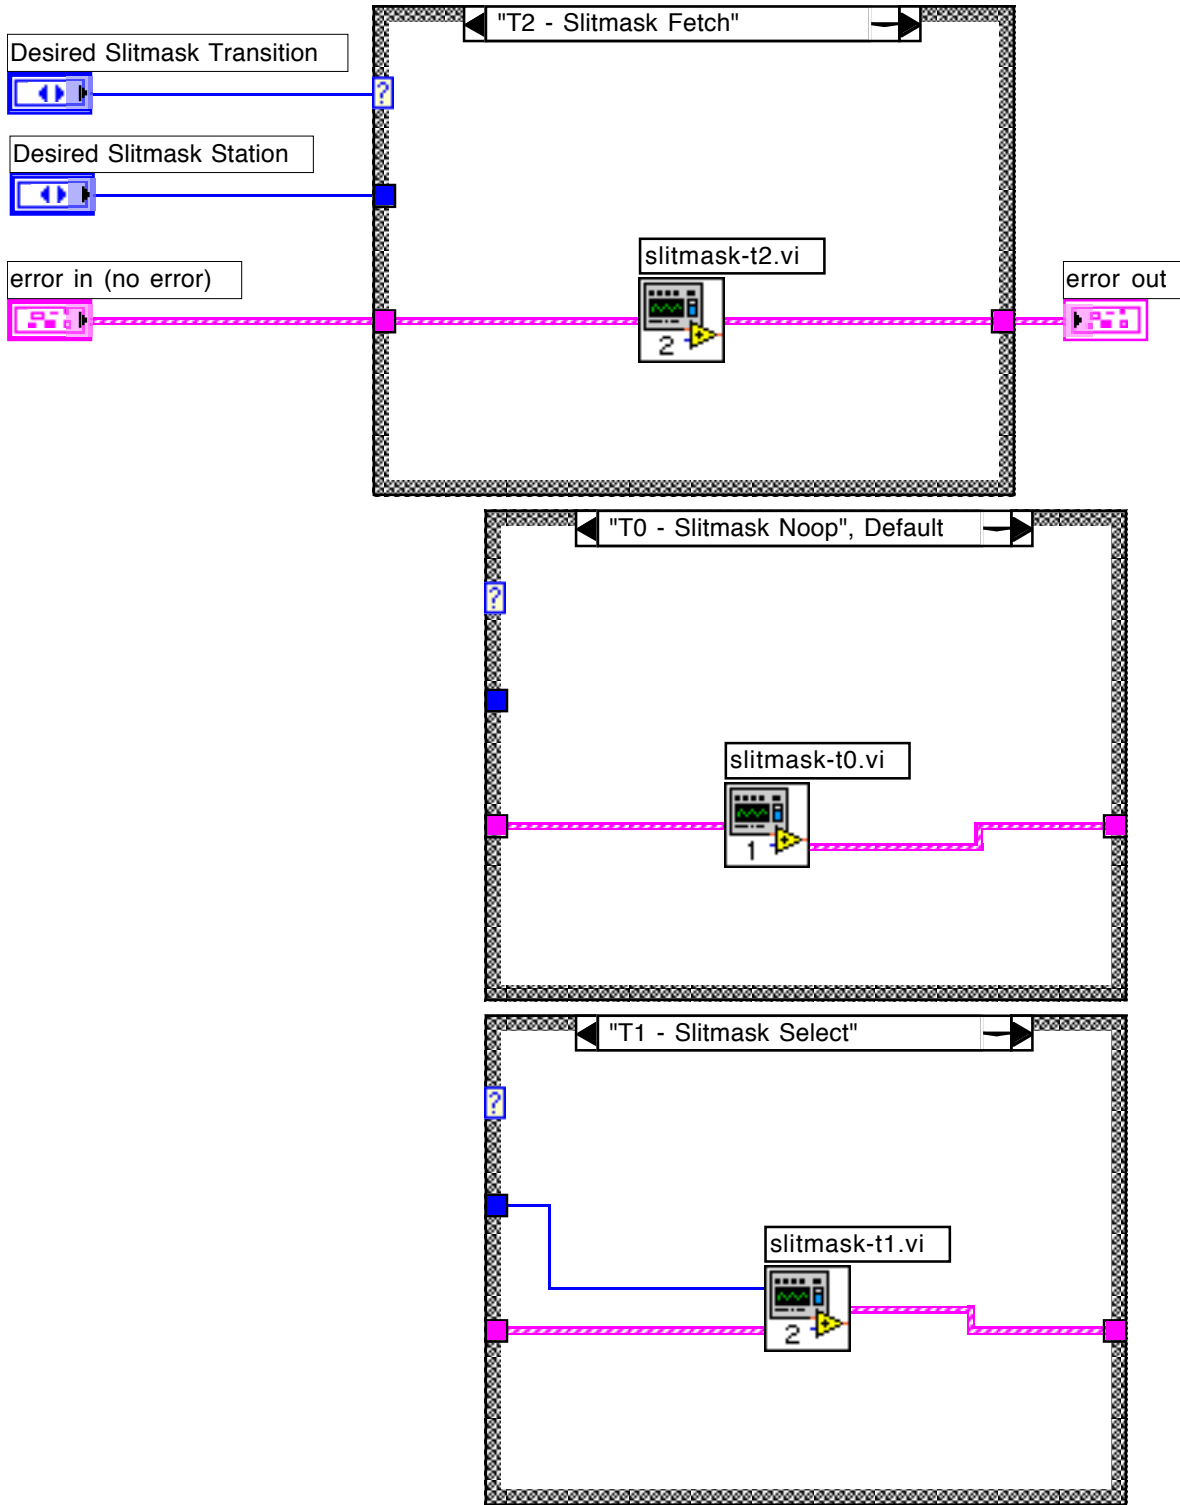 "T2 - Slitmask Fetch"
Desired Slitmask Transition
?
Desired Slitmask Station
slitmask-t2.vi
error in (no error)
error out
2
"T0 - Slitmask Noop", Default
?
slitmask-t0.vi
1
"T1 - Slitmask Select"
?
slitmask-t1.vi
2